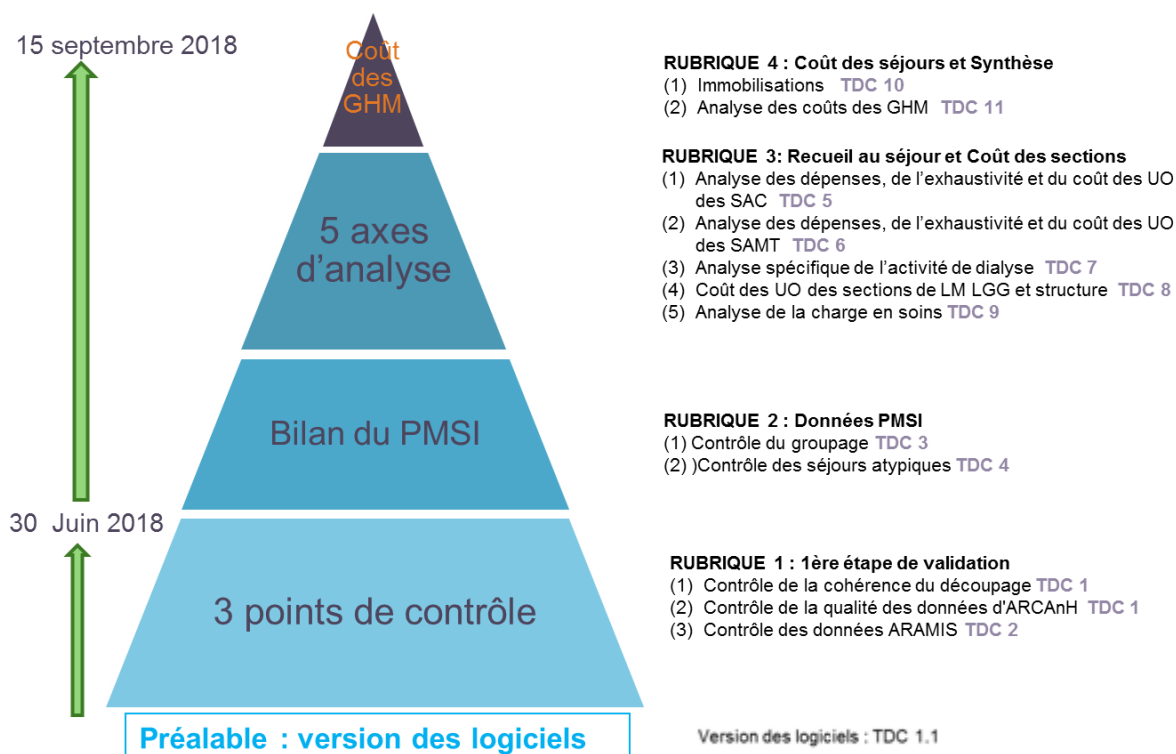 15 septembre 2018
Coût
des
GHM
RUBRIQUE 4 : Coût des séjours et Synthèse
(1) Immobilisations TDC 10
(2) Analyse des coûts des GHM TDC 11
5 axes
d'analyse
RUBRIQUE 3: Recueil au séjour et Coût des sections
(1) Analyse des dépenses, de l'exhaustivité et du coût des UO
des SAC TDC 5
(2) Analyse des dépenses, de l'exhaustivité et du coût des UO
des SAMT TDC 6
(3) Analyse spécifique de l'activité de dialyse TDC 7
(4) Coût des UO des sections de LM LGG et structure TDC 8
(5) Analyse de la charge en soins TDC 9
Bilan du PMSI
RUBRIQUE 2 : Données PMSI
(1) Contrôle du groupage TDC 3
(2) )Contrôle des séjours atypiques TDC 4
30 Juin 2018
3 points de contrôle
RUBRIQUE 1 : 1ère étape de validation
(1) Contrôle de la cohérence du découpage TDC 1
(2) Contrôle de la qualité des données d'ARCAnH TDC 1
(3) Contrôle des données ARAMIS TDC 2
Préalable : version des logiciels
Version des logiciels : TDC 1.1